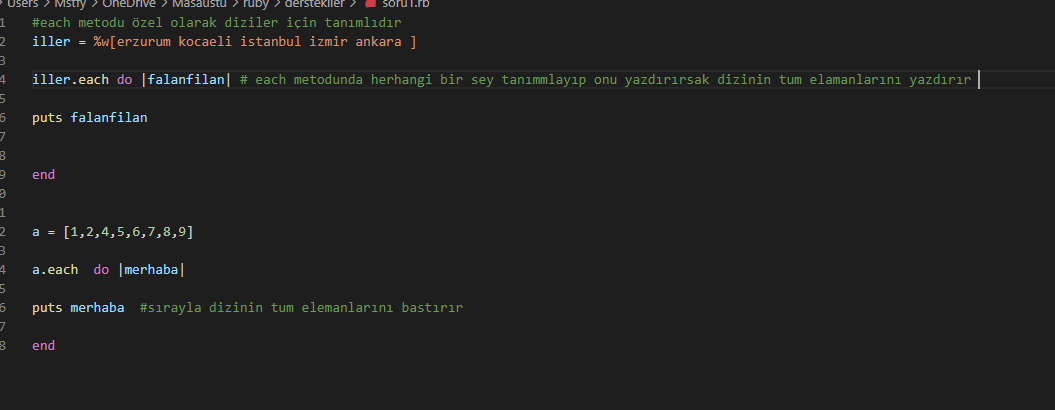 > Users > Mstfy > OneDrive > Masaüstü > ruby > derstekiler > soru1.rb
1 #each metodu özel olarak diziler için tanımlıdır
2 iller = %w[erzurum kocaeli istanbul izmir ankara ]
3
4 iller.each do |falanfilan| # each metodunda herhangi bir sey tanımmlayıp onu yazdırırsak dizinin tum elamanlarını yazdırır
5
6 puts falanfilan
7
8
9 end
0
1
2 a = [1,2,4,5,6,7,8,9]
3
4 a.each  do |merhaba|
5
6 puts merhaba  #sırayla dizinin tum elemanlarını bastırır
7
8 end